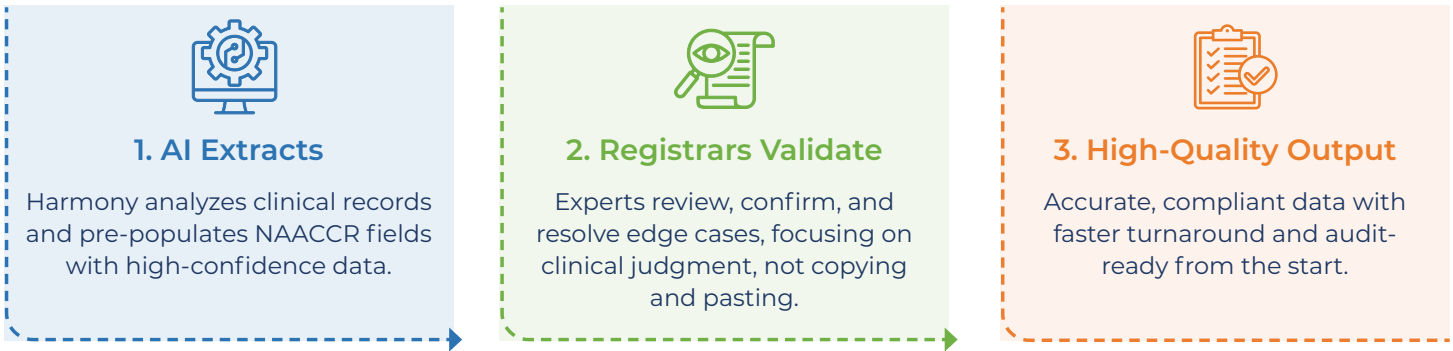 1. AI Extracts
Harmony analyzes clinical records
and pre-populates NAACCR fields
with high-confidence data.
2. Registrars Validate
Experts review, confirm, and
resolve edge cases, focusing on
clinical judgment, not copying
and pasting.
3. High-Quality Output
Accurate, compliant data with
faster turnaround and audit-
ready from the start.